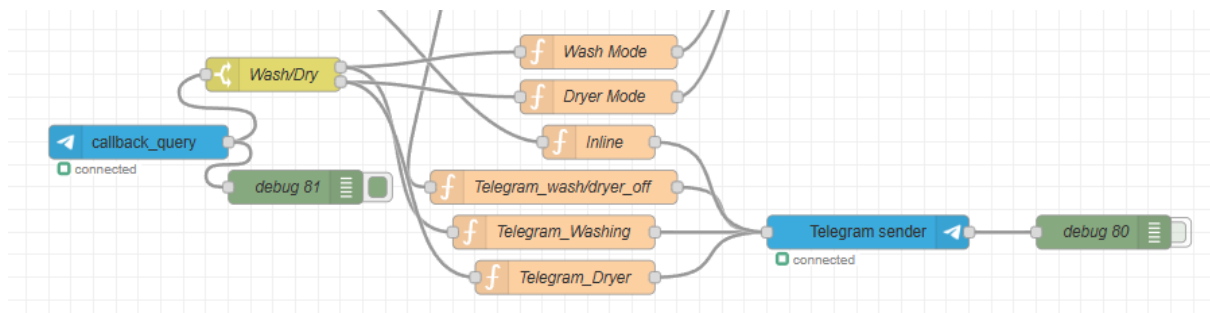 Wash Mode
Wash/Dry
Dryer Mode
callback_query
Inline
connected
debug 81
Telegram_wash/dryer_off
Telegram_Washing
Telegram sender
debug 80
connected
Telegram_Dryer